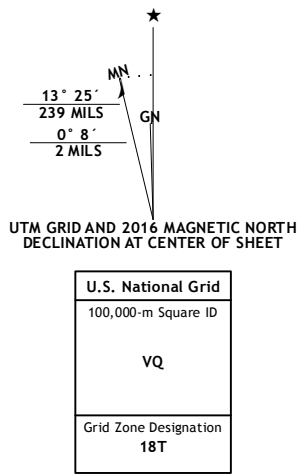 MN
GN
13° 25´
239 MILS
0° 8´
2 MILS
UTM GRID AND 2016 MAGNETIC NORTH
DECLINATION AT CENTER OF SHEET
U.S. National Grid
100,000-m Square ID
VQ
Grid Zone Designation
18T